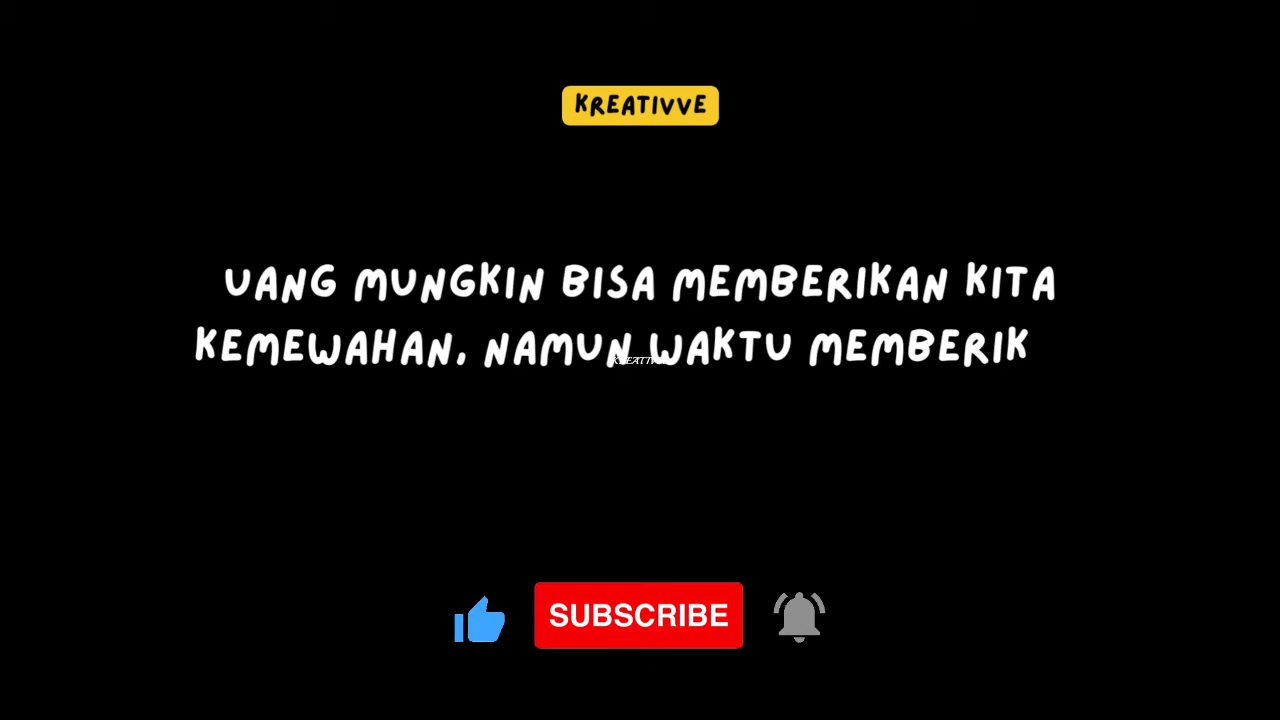 KREATIVVE
UANG MUNGKIN BISA MEMBERIKAN KITA
KEMEWAHAN, NAMUN WAKTU MEMBERIK
SUBSCRIBE